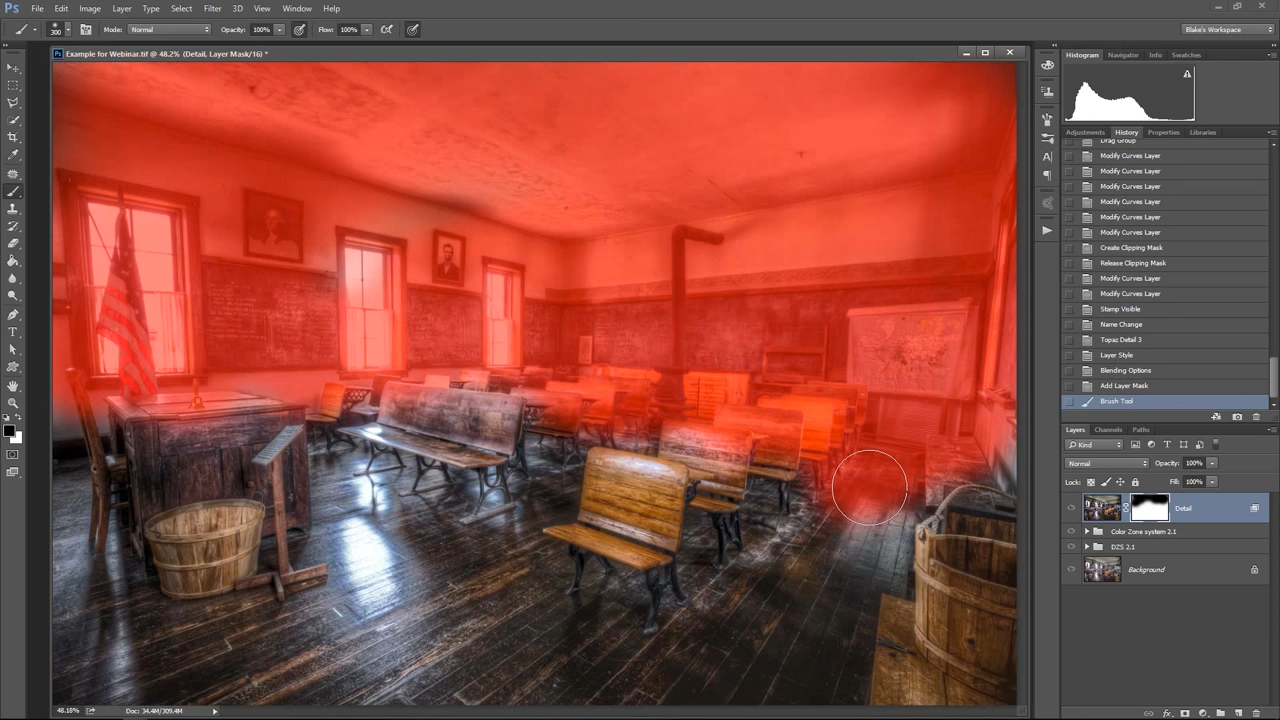 Ps File Edit Image Layer Type Select Filter 3D View Window Help
300 Mode: Normal Opacity: 100% Flow: 100% Blake's Workspace
Example for Webinar.tif @ 48.2% (Detail, Layer Mask/16) *
Histogram Navigator Info Swatches
Adjustments History Properties Libraries
Drag Group
Modify Curves Layer
Modify Curves Layer
Modify Curves Layer
Modify Curves Layer
Modify Curves Layer
Modify Curves Layer
Create Clipping Mask
Release Clipping Mask
Modify Curves Layer
Modify Curves Layer
Stamp Visible
Name Change
Topaz Detail 3
Layer Style
Blending Options
Add Layer Mask
Brush Tool
Layers Channels Paths
Kind
Normal Opacity: 100%
Lock: Fill: 100%
Detail
Color Zone system 2.1
DZS 2.1
Background
48.18% Doc: 34.4M/309.4M